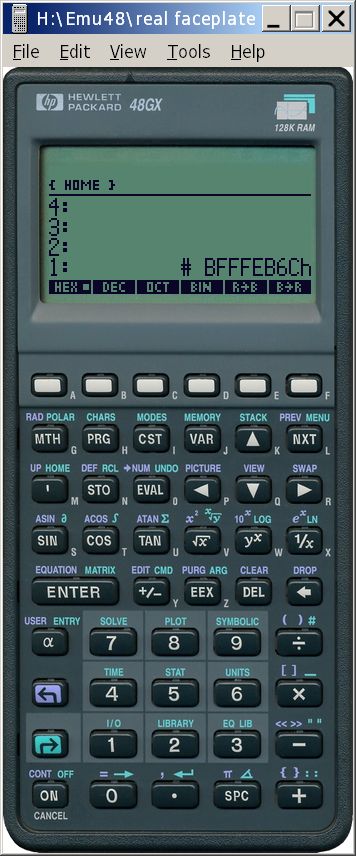 H:\Emu48\real faceplate
File Edit View Tools Help
hp HEWLETT PACKARD 48GX
128K RAM
{ HOME }
4:
3:
2:
1: # BFFFEB6Ch
HEX ■ DEC OCT BIN R→B B→R
A B C D E F
RAD POLAR CHARS MODES MEMORY STACK PREV MENU
MTH G PRG H CST I VAR J ▲ K NXT L
UP HOME DEF RCL →NUM UNDO PICTURE VIEW SWAP
' M STO N EVAL O ◀ P ▼ Q ▶ R
ASIN ∂ ACOS ∫ ATAN Σ x² ˣ√y 10ˣ LOG eˣ LN
SIN S COS T TAN U √x V yˣ W 1/x X
EQUATION MATRIX EDIT CMD PURG ARG CLEAR DROP
ENTER +/− Y EEX Z DEL ←
USER ENTRY SOLVE PLOT SYMBOLIC ( ) #
α 7 8 9 ÷
TIME STAT UNITS [ ] _
4 5 6 ×
I/O LIBRARY EQ LIB << >> " "
1 2 3 −
CONT OFF = → , ↵ π ∠ { } : :
ON 0 . SPC +
CANCEL